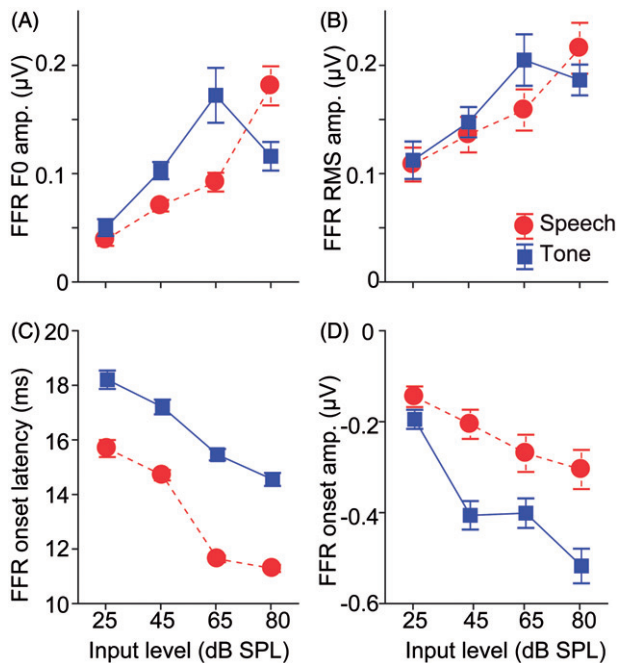 (A)
FFR F0 amp. (μV)
0.2
0.1
0
(B)
FFR RMS amp. (μV)
0.2
0.1
0
Speech
Tone
(C)
FFR onset latency (ms)
20
18
16
14
12
10
25 45 65 80
Input level (dB SPL)
(D)
FFR onset amp. (μV)
0
-0.2
-0.4
-0.6
25 45 65 80
Input level (dB SPL)